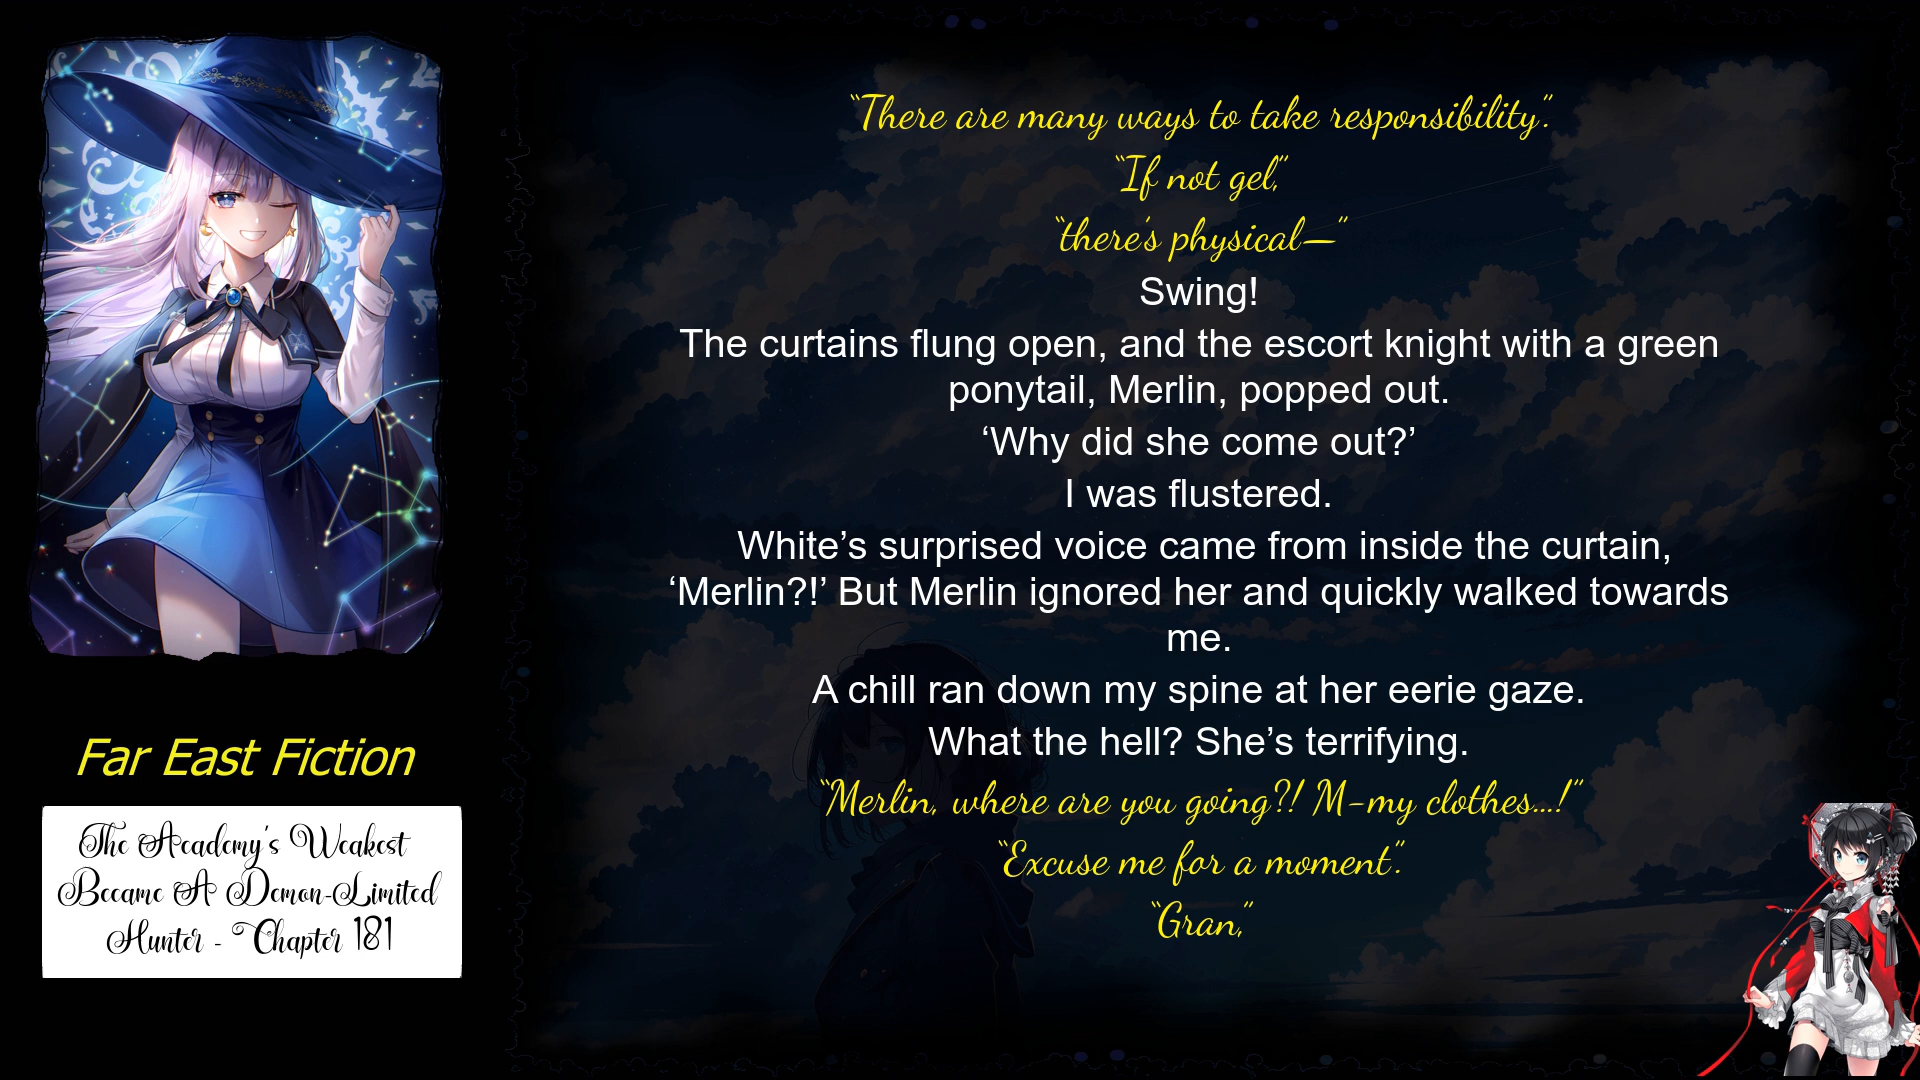 “There are many ways to take responsibility.”
“If not gel,”
“there’s physical—”
Swing!
The curtains flung open, and the escort knight with a green
ponytail, Merlin, popped out.
‘Why did she come out?’
I was flustered.
White’s surprised voice came from inside the curtain,
‘Merlin?!’ But Merlin ignored her and quickly walked towards
me.
A chill ran down my spine at her eerie gaze.
What the hell? She’s terrifying.
“Merlin, where are you going?! M-my clothes...!”
“Excuse me for a moment.”
“Gran,”
Far East Fiction
The Academy's Weakest
Became A Demon-Limited
Hunter - Chapter 181